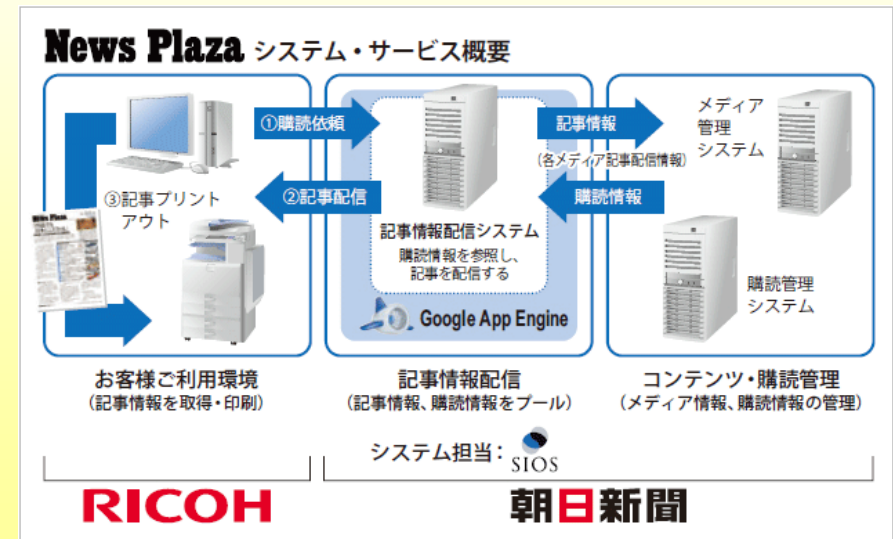 News Plaza システム・サービス概要
①購読依頼
②記事配信
③記事プリント
アウト
News Plaza
記事情報配信システム
購読情報を参照し、
記事を配信する
Google App Engine
記事情報
(各メディア記事配信情報)
購読情報
メディア
管理
システム
購読管理
システム
お客様ご利用環境
(記事情報を取得・印刷)
記事情報配信
(記事情報、購読情報をプール)
コンテンツ・購読管理
(メディア情報、購読情報の管理)
システム担当：SIOS
RICOH
朝日新聞